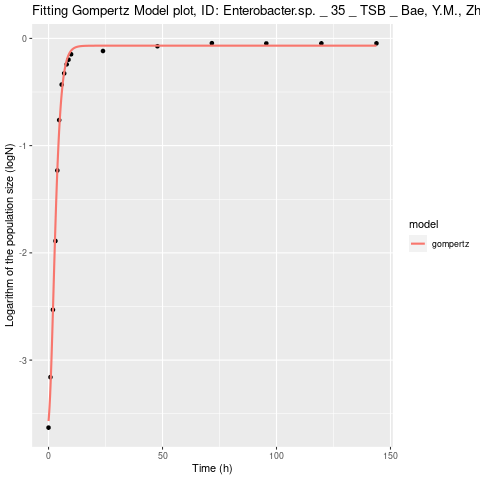 Fitting Gompertz Model plot, ID: Enterobacter.sp. _ 35 _ TSB _ Bae, Y.M., Zh
Logarithm of the population size (logN)
0
-1
-2
-3
0 50 100 150
Time (h)
model
gompertz